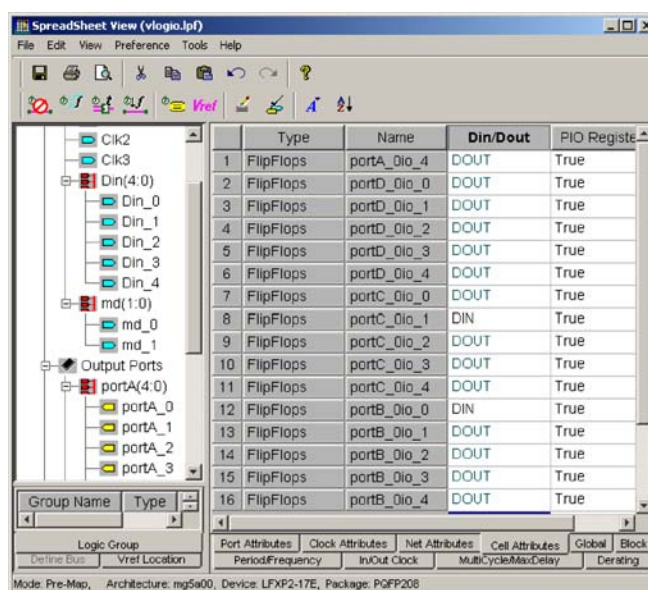 SpreadSheet View (vlogio.lpf)
File Edit View Preference Tools Help
Vref
Clk2
Clk3
Din(4:0)
Din_0
Din_1
Din_2
Din_3
Din_4
md(1:0)
md_0
md_1
Output Ports
portA(4:0)
portA_0
portA_1
portA_2
portA_3
Group Name Type
Logic Group
Define Bus Vref Location
Type Name Din/Dout PIO Registe
1 FlipFlops portA_0io_4 DOUT True
2 FlipFlops portD_0io_0 DOUT True
3 FlipFlops portD_0io_1 DOUT True
4 FlipFlops portD_0io_2 DOUT True
5 FlipFlops portD_0io_3 DOUT True
6 FlipFlops portD_0io_4 DOUT True
7 FlipFlops portC_0io_0 DOUT True
8 FlipFlops portC_0io_1 DIN True
9 FlipFlops portC_0io_2 DOUT True
10 FlipFlops portC_0io_3 DOUT True
11 FlipFlops portC_0io_4 DOUT True
12 FlipFlops portB_0io_0 DIN True
13 FlipFlops portB_0io_1 DOUT True
14 FlipFlops portB_0io_2 DOUT True
15 FlipFlops portB_0io_3 DOUT True
16 FlipFlops portB_0io_4 DOUT True
Port Attributes Clock Attributes Net Attributes Cell Attributes Global Block
Period/Frequency In/Out Clock MultiCycle/MaxDelay Derating
Mode: Pre-Map, Architecture: mg5a00, Device: LFXP2-17E, Package: PQFP208